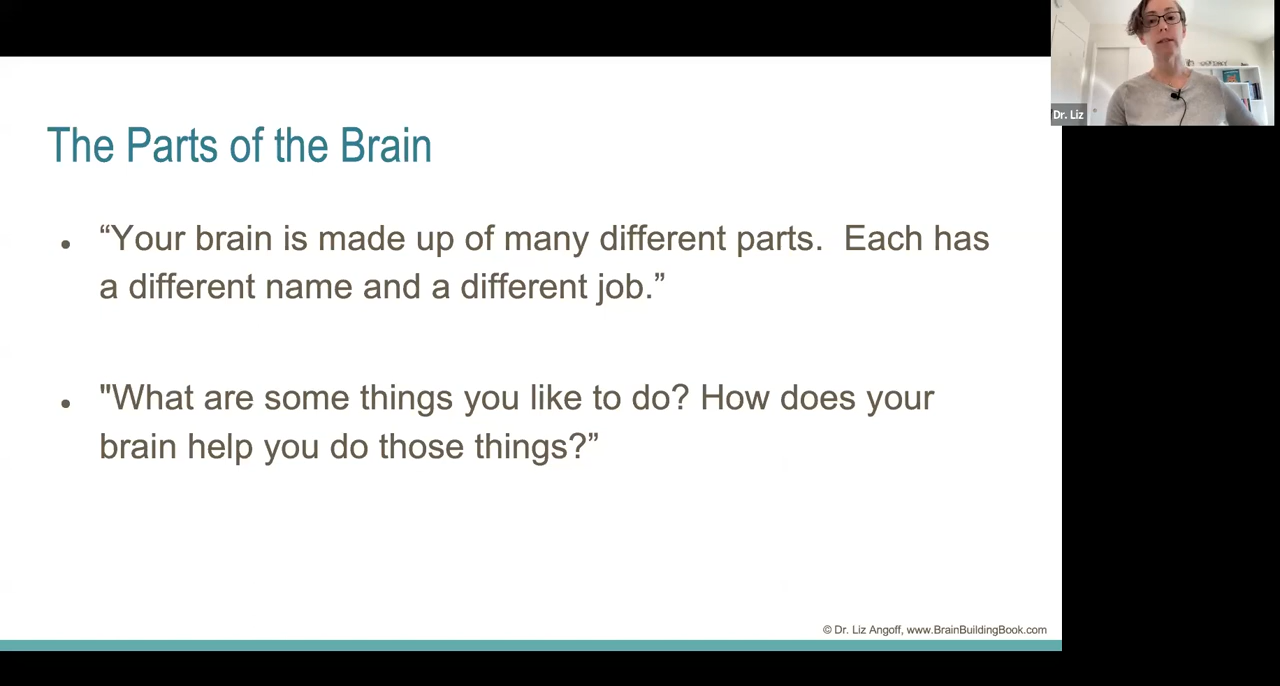 Dr. Liz
The Parts of the Brain
• “Your brain is made up of many different parts.  Each has
a different name and a different job.”
• "What are some things you like to do? How does your
brain help you do those things?”
© Dr. Liz Angoff, www.BrainBuildingBook.com